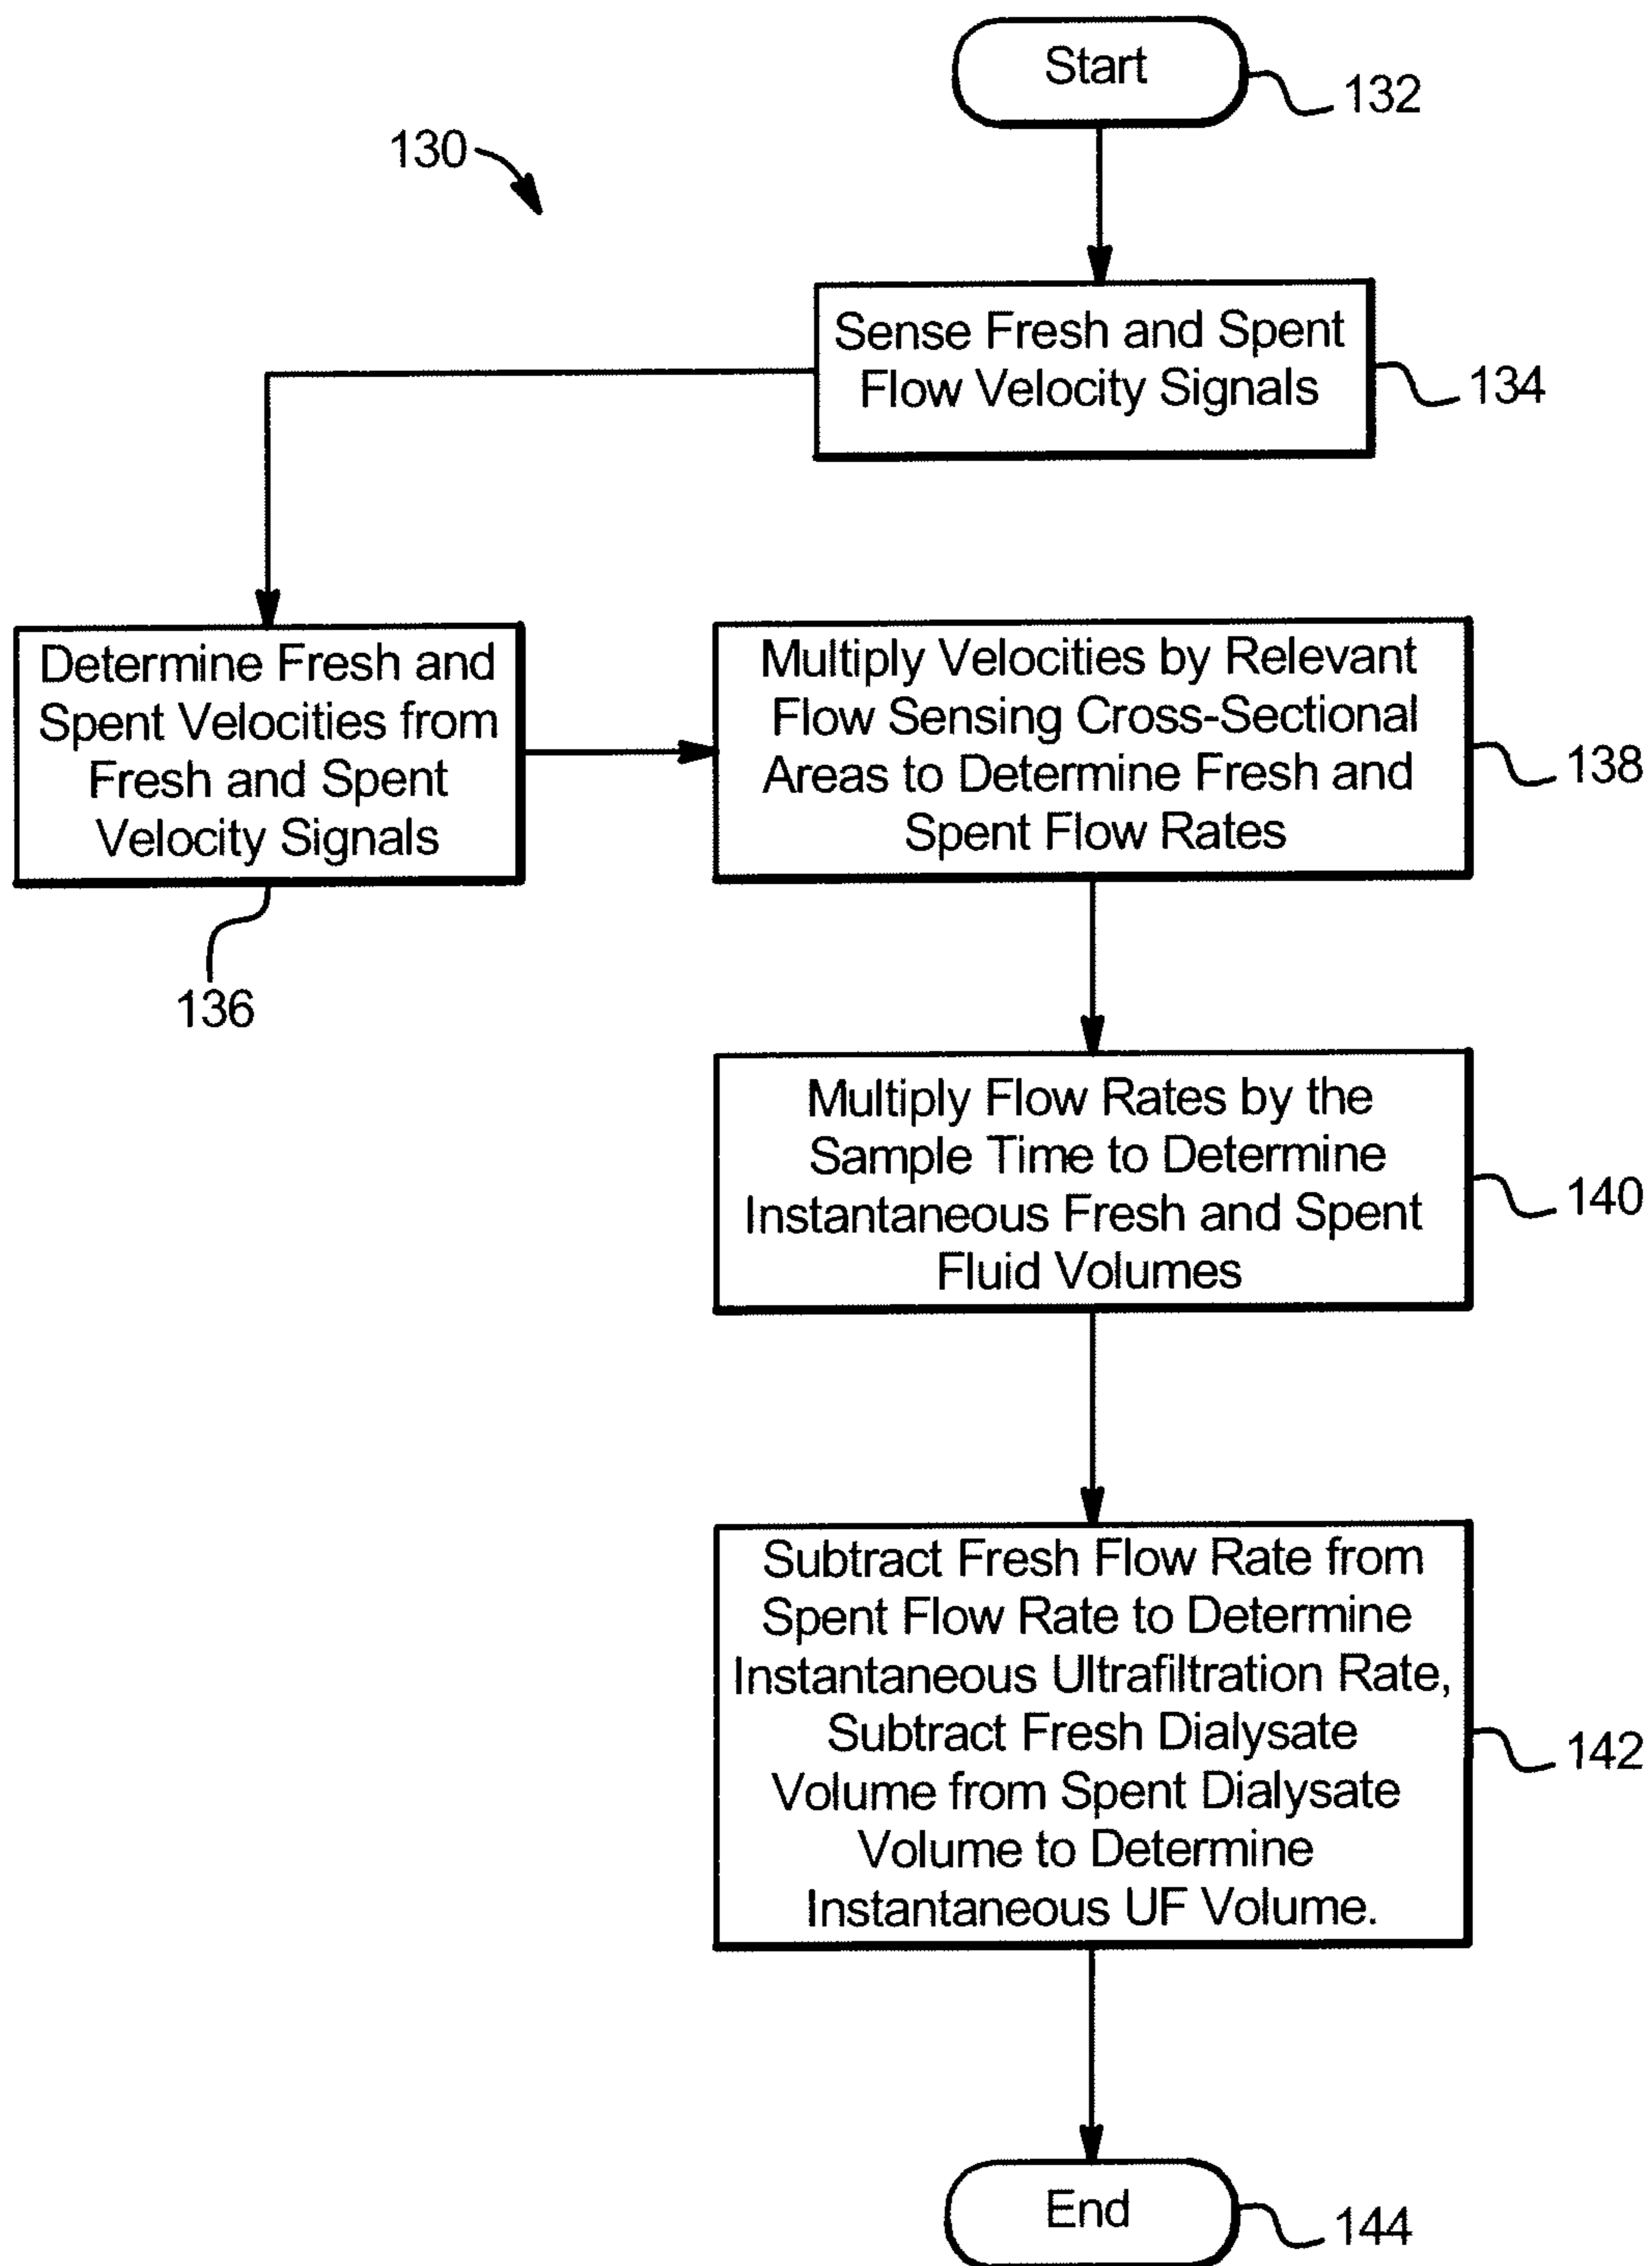 Start
132
130
Sense Fresh and Spent
Flow Velocity Signals
134
Determine Fresh and
Spent Velocities from
Fresh and Spent
Velocity Signals
136
Multiply Velocities by Relevant
Flow Sensing Cross-Sectional
Areas to Determine Fresh and
Spent Flow Rates
138
Multiply Flow Rates by the
Sample Time to Determine
Instantaneous Fresh and Spent
Fluid Volumes
140
Subtract Fresh Flow Rate from
Spent Flow Rate to Determine
Instantaneous Ultrafiltration Rate,
Subtract Fresh Dialysate
Volume from Spent Dialysate
Volume to Determine
Instantaneous UF Volume.
142
End
144